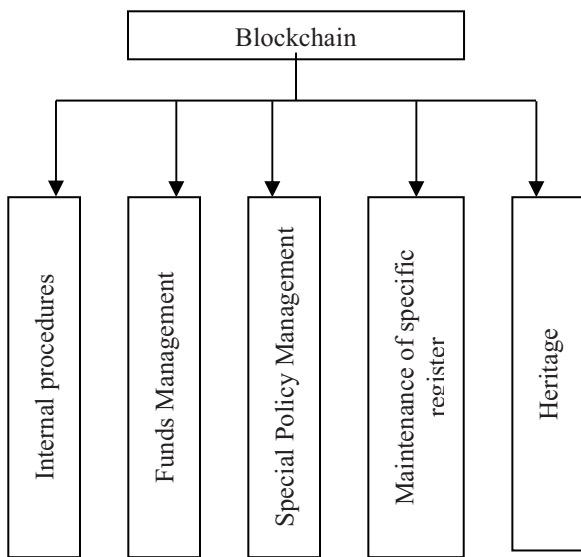 Blockchain
Internal procedures
Funds Management
Special Policy Management
Maintenance of specific
register
Heritage